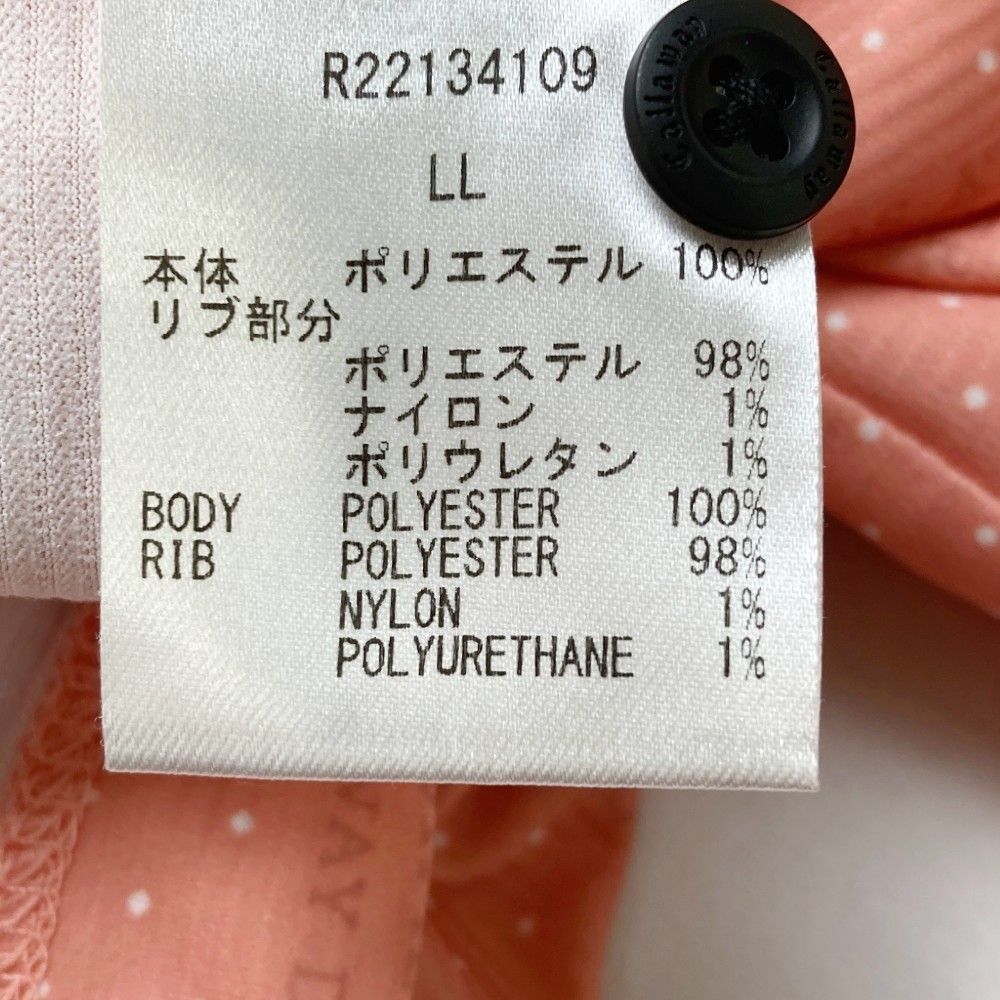 R22134109
Callaway
Callaway
LL
本体 ポリエステル 100%
リブ部分
ポリエステル 98%
ナイロン 1%
ポリウレタン 1%
BODY POLYESTER 100%
RIB POLYESTER 98%
NYLON 1%
POLYURETHANE 1%